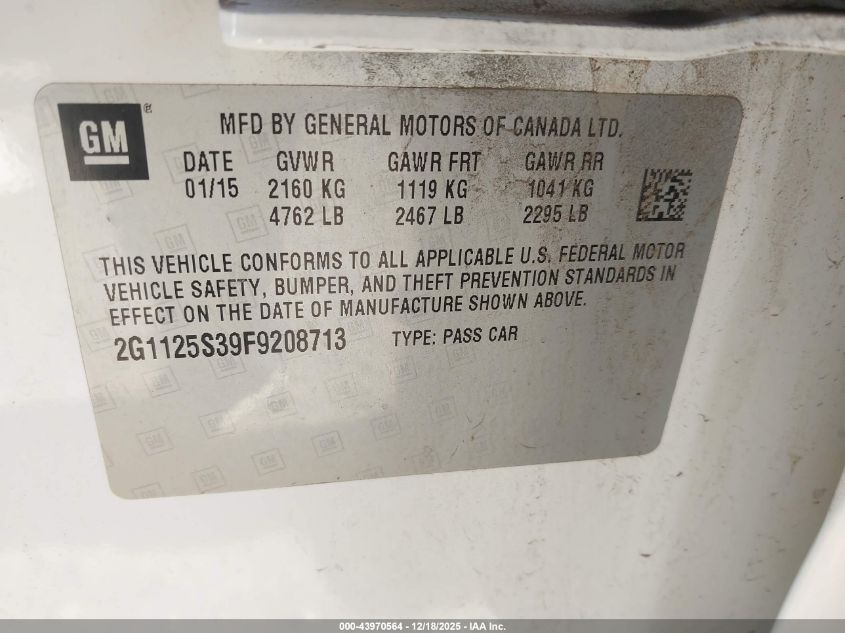 GM
MFD BY GENERAL MOTORS OF CANADA LTD.
DATE GVWR GAWR FRT GAWR RR
01/15 2160 KG 1119 KG 1041 KG
4762 LB 2467 LB 2295 LB
THIS VEHICLE CONFORMS TO ALL APPLICABLE U.S. FEDERAL MOTOR
VEHICLE SAFETY, BUMPER, AND THEFT PREVENTION STANDARDS IN
EFFECT ON THE DATE OF MANUFACTURE SHOWN ABOVE.
2G1125S39F9208713 TYPE: PASS CAR
000-43970564 - 12/18/2025 - IAA Inc.